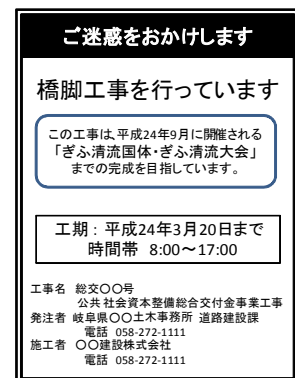 ご迷惑をおかけします
橋脚工事を行っています
この工事は、平成24年9月に開催される
「ぎふ清流国体・ぎふ清流大会」
までの完成を目指しています。
工期：平成24年3月20日まで
時間帯 8:00～17:00
工事名 総交〇〇号
公共 社会資本整備総合交付金事業工事
発注者 岐阜県〇〇土木事務所 道路建設課
電話 058-272-1111
施工者 〇〇建設株式会社
電話 058-272-1111